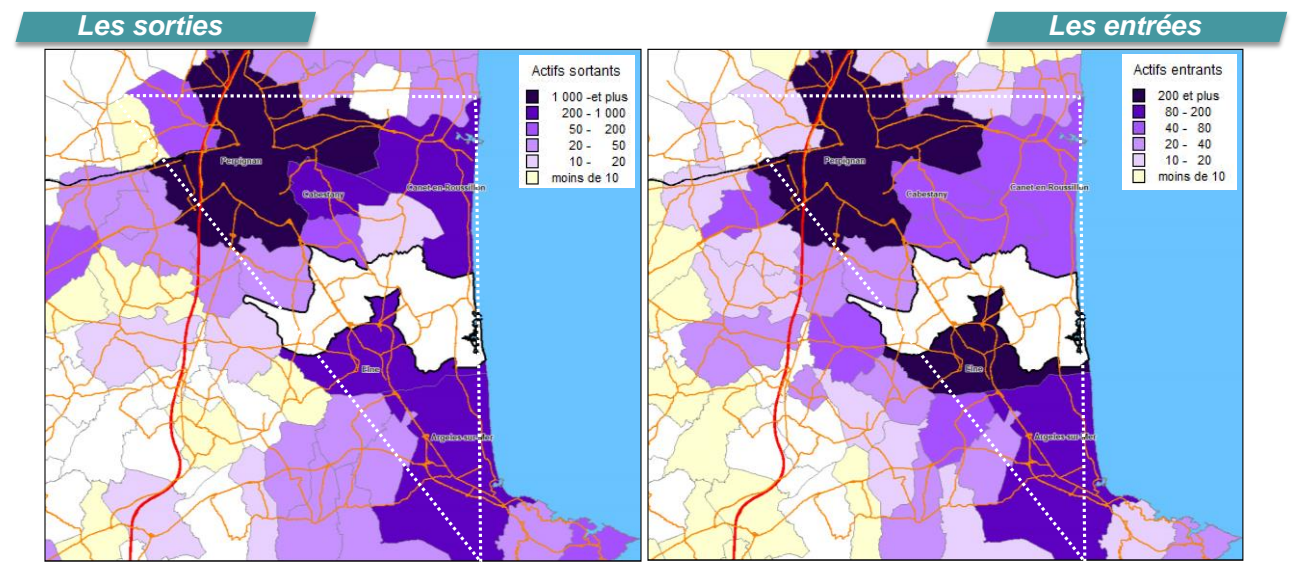 Les sorties
Les entrées
Actifs sortants
1 000 -et plus
200 - 1 000
50 - 200
20 - 50
10 - 20
moins de 10
Perpignan
Cabestany
Canet-en-Roussillon
Elne
Argeles-sur-Mer
Actifs entrants
200 et plus
80 - 200
40 - 80
20 - 40
10 - 20
moins de 10
Perpignan
Cabestany
Canet-en-Roussillon
Elne
Argeles-sur-Mer